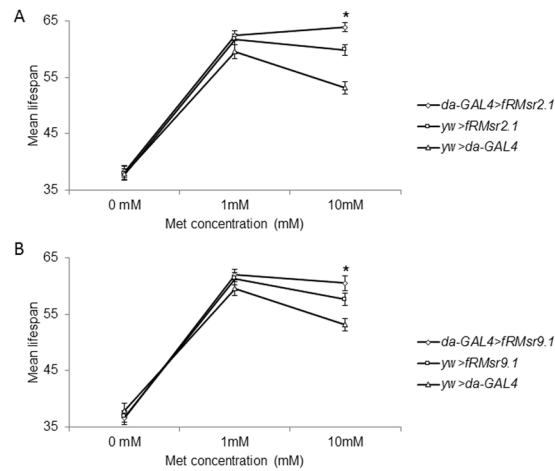 A
65
*
55
45
35
Mean lifespan
0 mM
1mM
10mM
Met concentration (mM)
da-GAL4>fRMsr2.1
yw>fRMsr2.1
yw>da-GAL4
B
65
*
55
45
35
Mean lifespan
0 mM
1mM
10mM
Met concentration (mM)
da-GAL4>fRMsr9.1
yw>fRMsr9.1
yw>da-GAL4